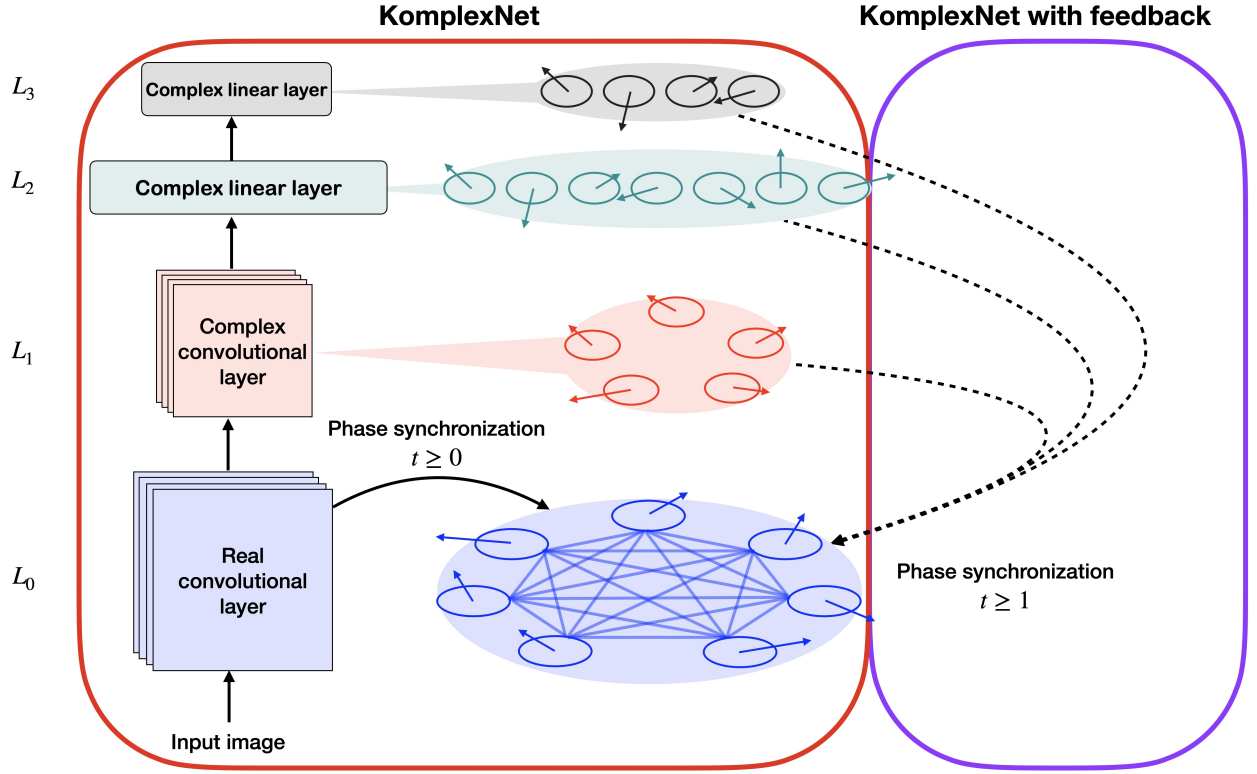 KomplexNet
KomplexNet with feedback
L₃
Complex linear layer
L₂
Complex linear layer
L₁
Complex
convolutional
layer
Phase synchronization
t ≥ 0
L₀
Real
convolutional
layer
Phase synchronization
t ≥ 1
Input image